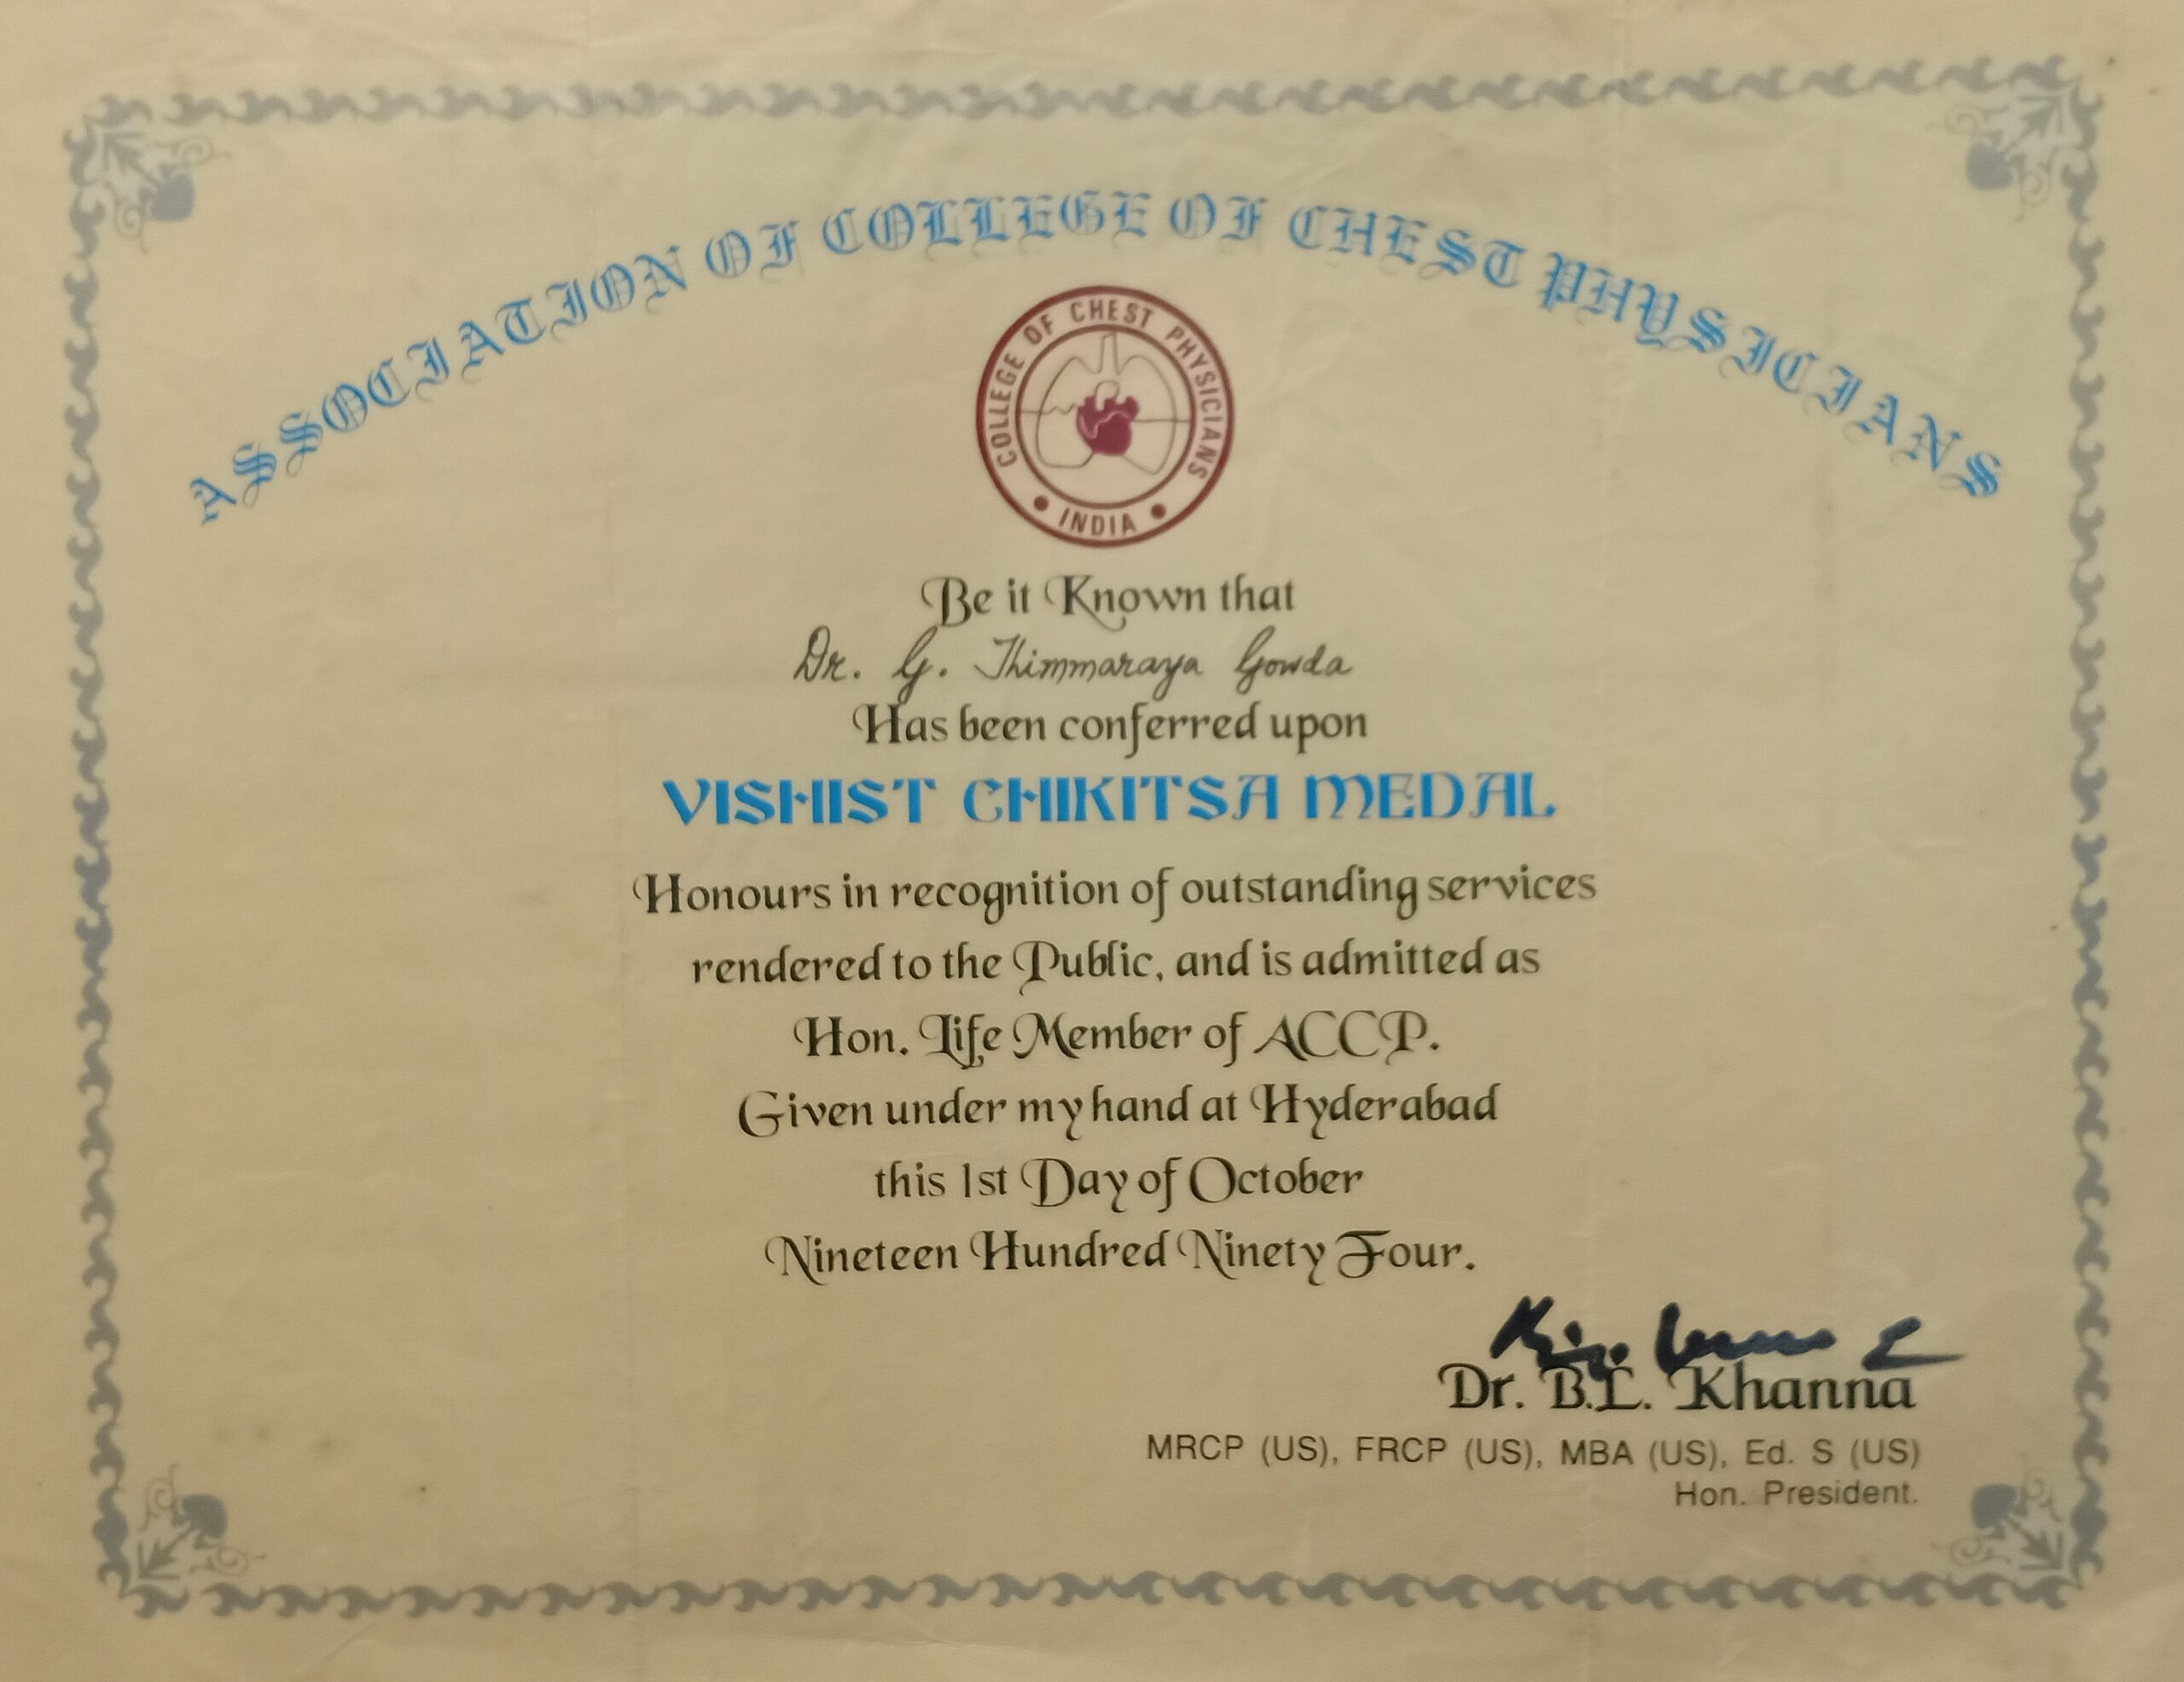 ASSOCIATION OF COLLEGE OF CHEST PHYSICIANS
COLLEGE OF CHEST PHYSICIANS
• INDIA •
Be it Known that
Dr. G. Thimmaraya Gowda
Has been conferred upon
VISHIST CHIKITSA MEDAL
Honours in recognition of outstanding services
rendered to the Public, and is admitted as
Hon. Life Member of ACCP.
Given under my hand at Hyderabad
this 1st Day of October
Nineteen Hundred Ninety Four.
Dr. B.L. Khanna
MRCP (US), FRCP (US), MBA (US), Ed. S (US)
Hon. President.